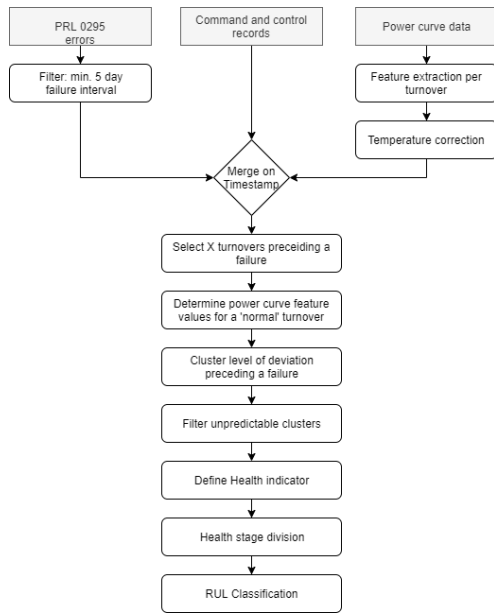 PRL 0295
errors
Command and control
records
Power curve data
Filter: min. 5 day
failure interval
Feature extraction per
turnover
Temperature correction
Merge on
Timestamp
Select X turnovers preceiding a
failure
Determine power curve feature
values for a 'normal' turnover
Cluster level of deviation
preceding a failure
Filter unpredictable clusters
Define Health indicator
Health stage division
RUL Classification